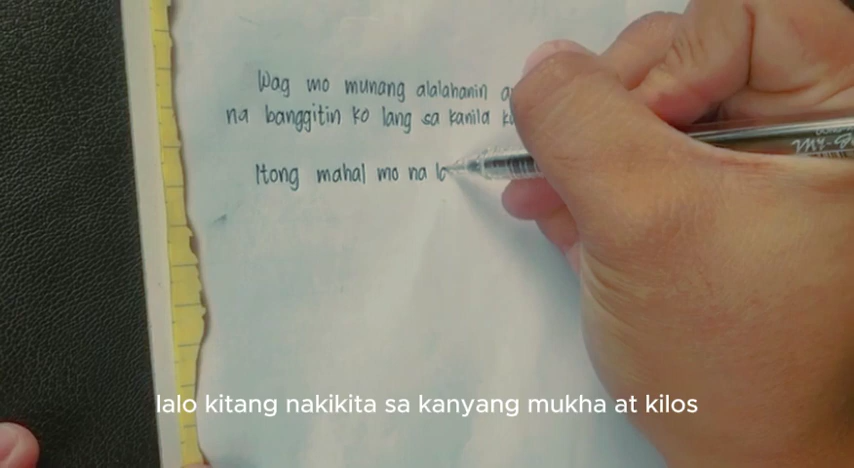 Wag mo munang alalahanin
na banggitin ko lang sa kanila
Itong mahal mo na
lalo kitang nakikita sa kanyang mukha at kilos